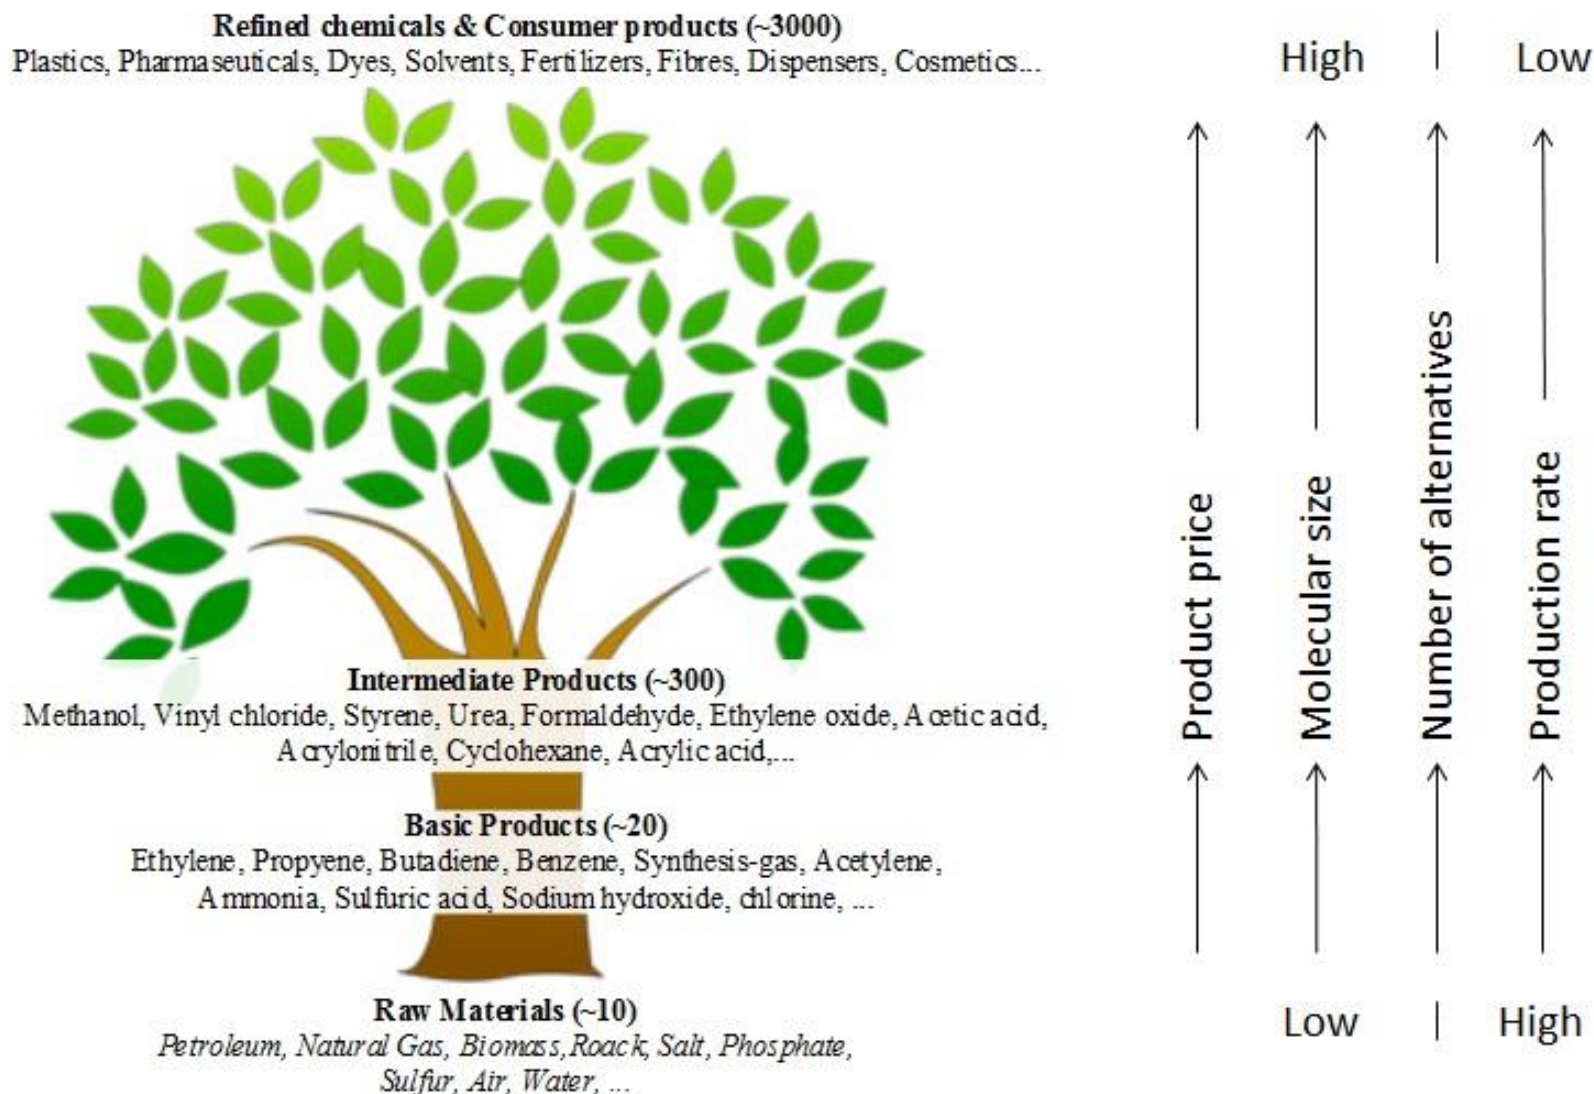 Refined chemicals & Consumer products (~3000)
Plastics, Pharmaseuticals, Dyes, Solvents, Fertilizers, Fibres, Dispensers, Cosmetics...
Intermediate Products (~300)
Methanol, Vinyl chloride, Styrene, Urea, Formaldehyde, Ethylene oxide, Acetic acid,
Acrylonitrile, Cyclohexane, Acrylic acid,...
Basic Products (~20)
Ethylene, Propyene, Butadiene, Benzene, Synthesis-gas, Acetylene,
Ammonia, Sulfuric acid, Sodium hydroxide, chlorine, ...
Raw Materials (~10)
Petroleum, Natural Gas, Biomass, Roack, Salt, Phosphate,
Sulfur, Air, Water, ...
High | Low
Product price
Molecular size
Number of alternatives
Production rate
Low | High